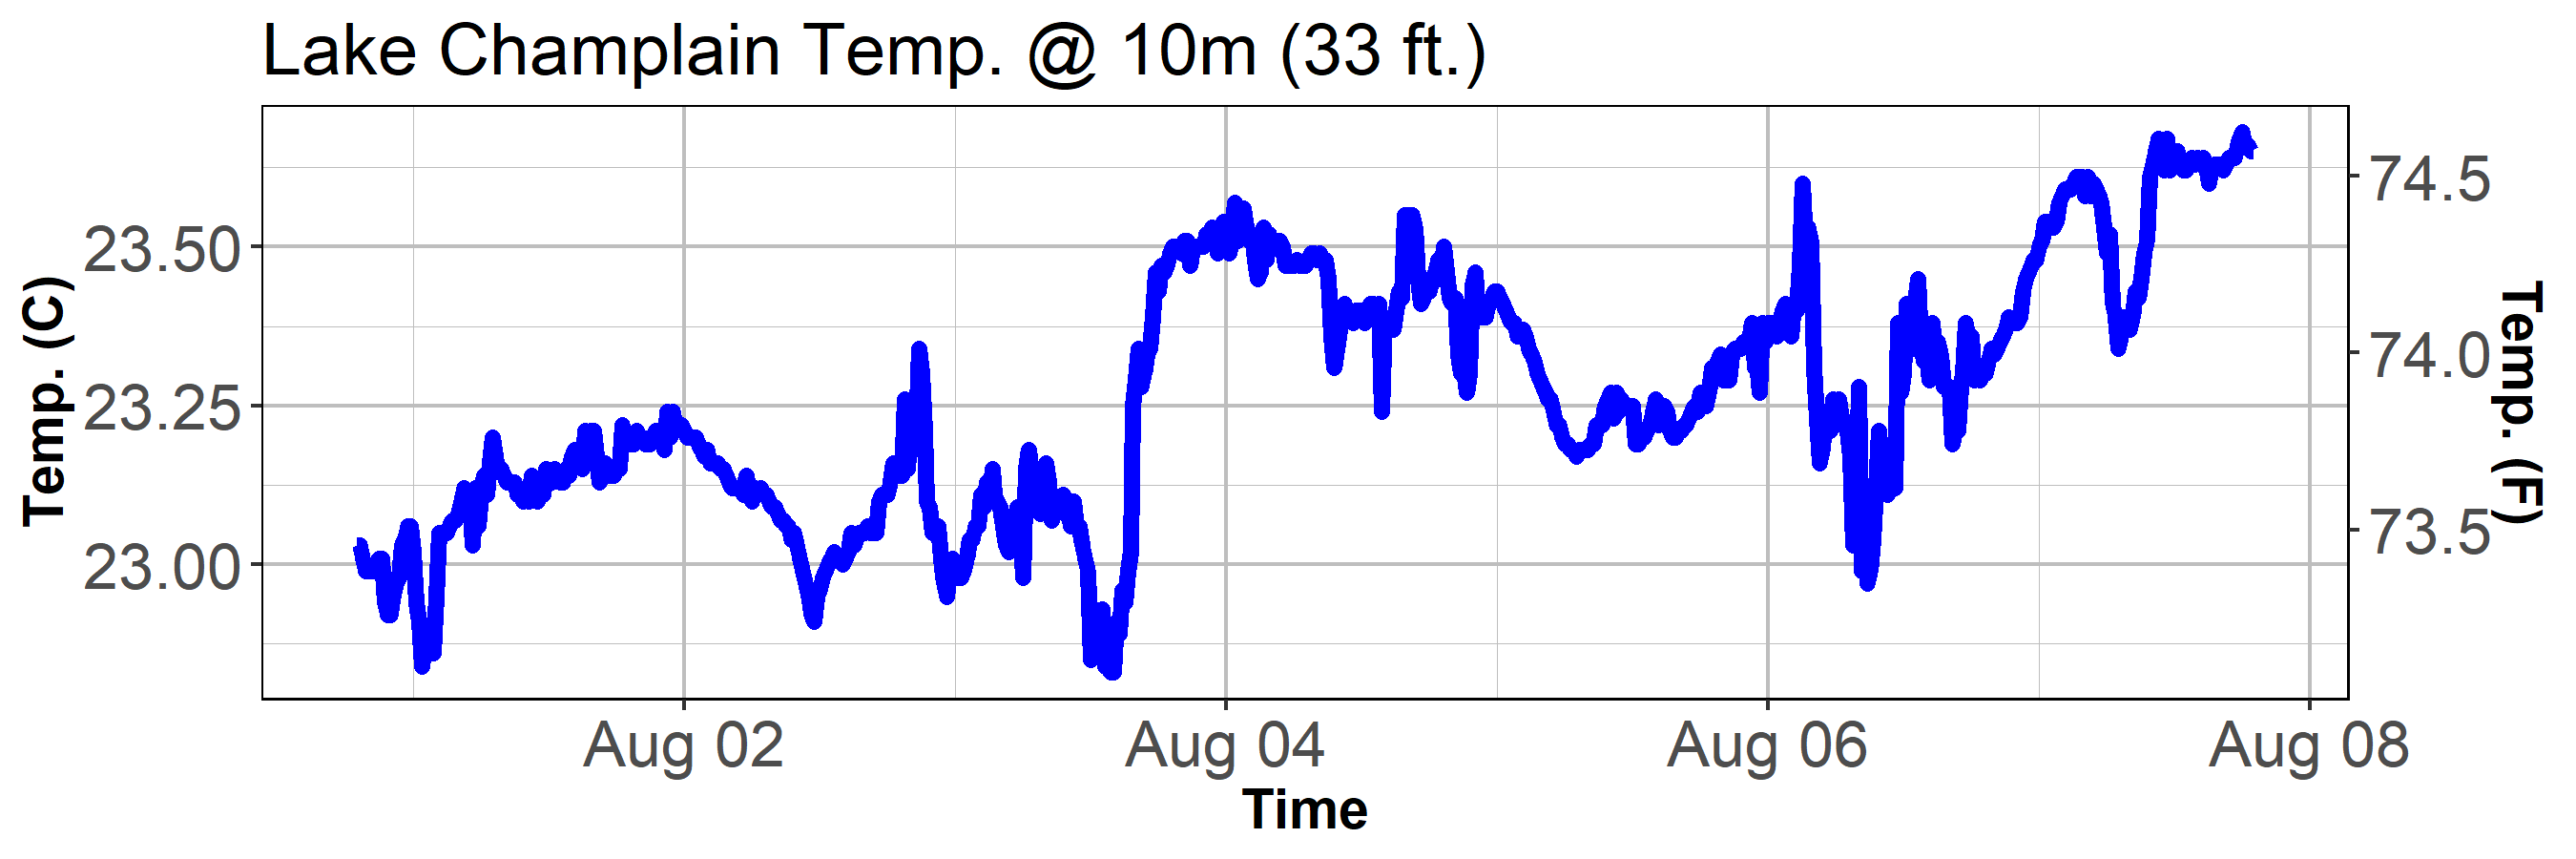 Lake Champlain Temp. @ 10m (33 ft.)
Temp. (C)
23.50
23.25
23.00
74.5
74.0
73.5
Temp. (F)
Aug 02
Aug 04
Aug 06
Aug 08
Time